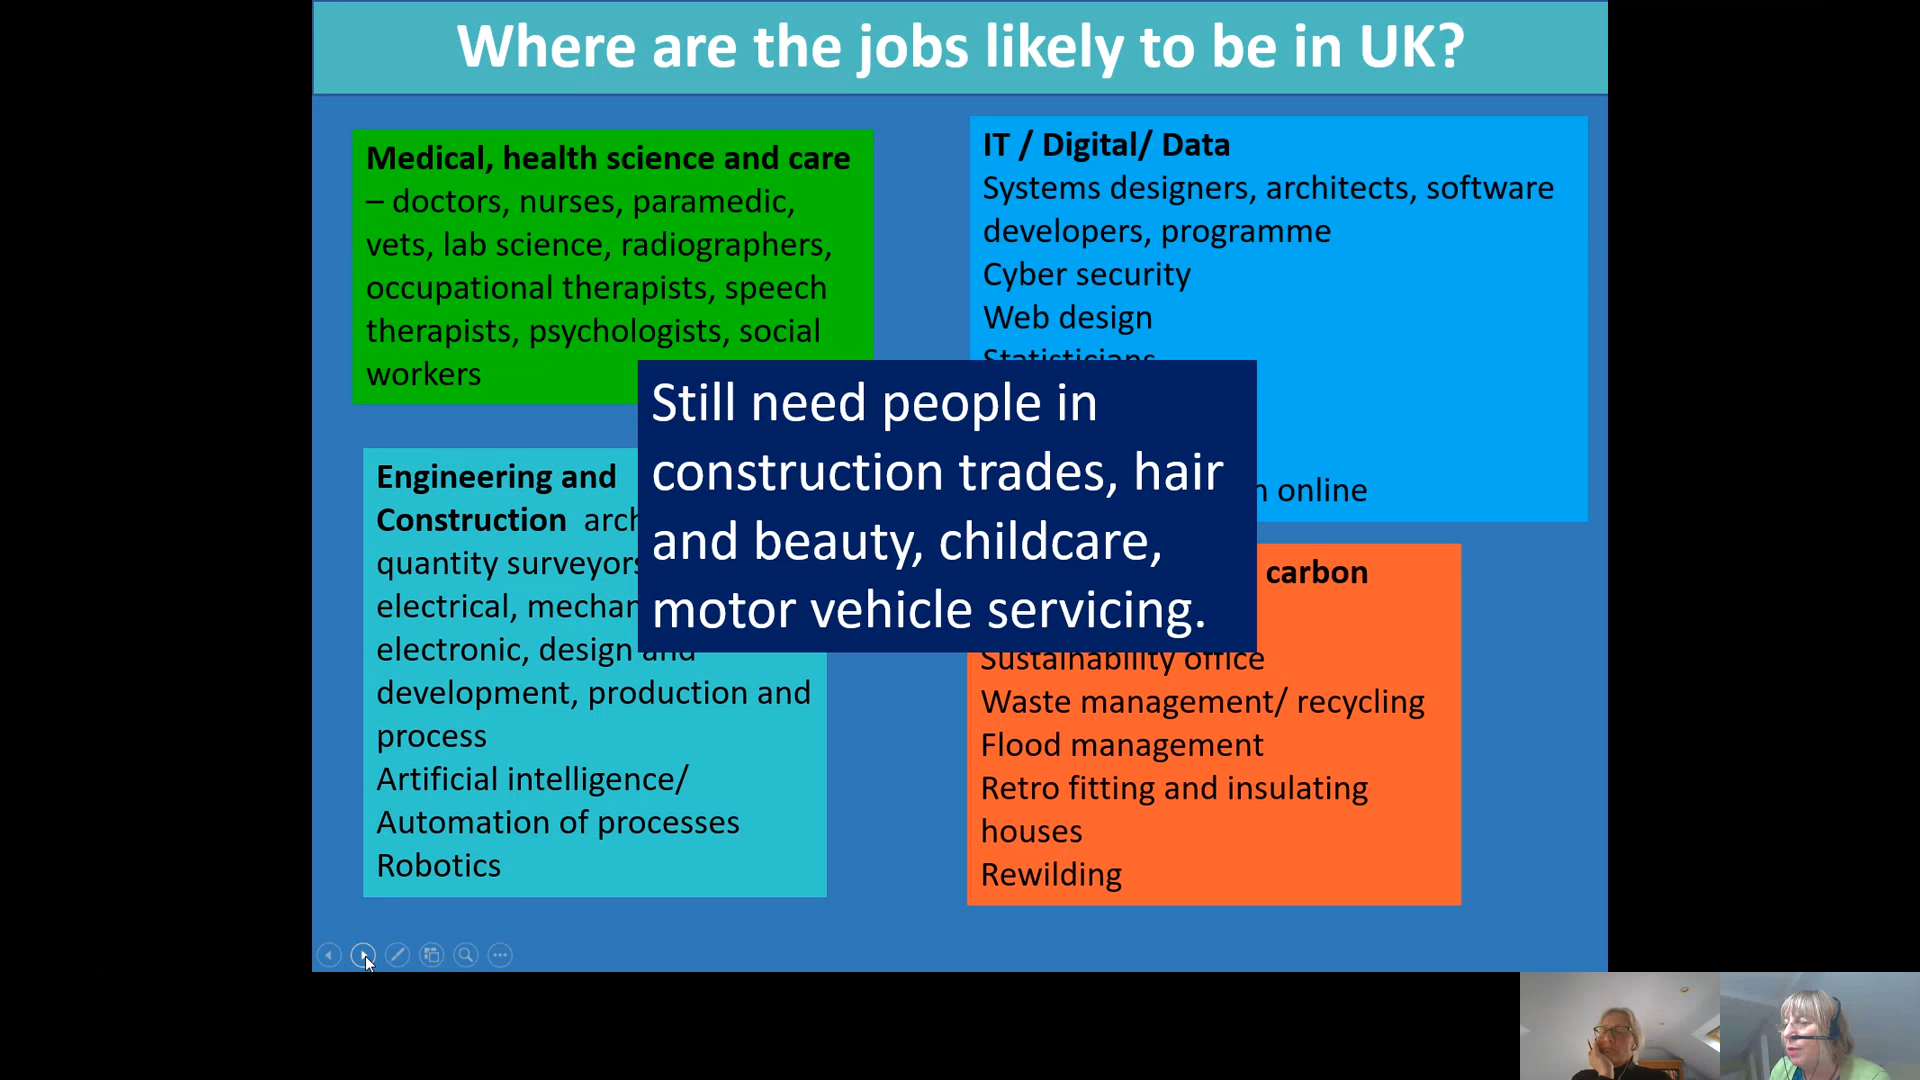 Where are the jobs likely to be in UK?
Medical, health science and care
– doctors, nurses, paramedic,
vets, lab science, radiographers,
occupational therapists, speech
therapists, psychologists, social
workers
IT / Digital/ Data
Systems designers, architects, software
developers, programme
Cyber security
Web design
Statisticians
online
Still need people in
construction trades, hair
and beauty, childcare,
motor vehicle servicing.
Engineering and
Construction
quantity surveyors
electrical,
electronic, design and
development, production and
process
Artificial intelligence/
Automation of processes
Robotics
carbon
Sustainability office
Waste management/ recycling
Flood management
Retro fitting and insulating
houses
Rewilding